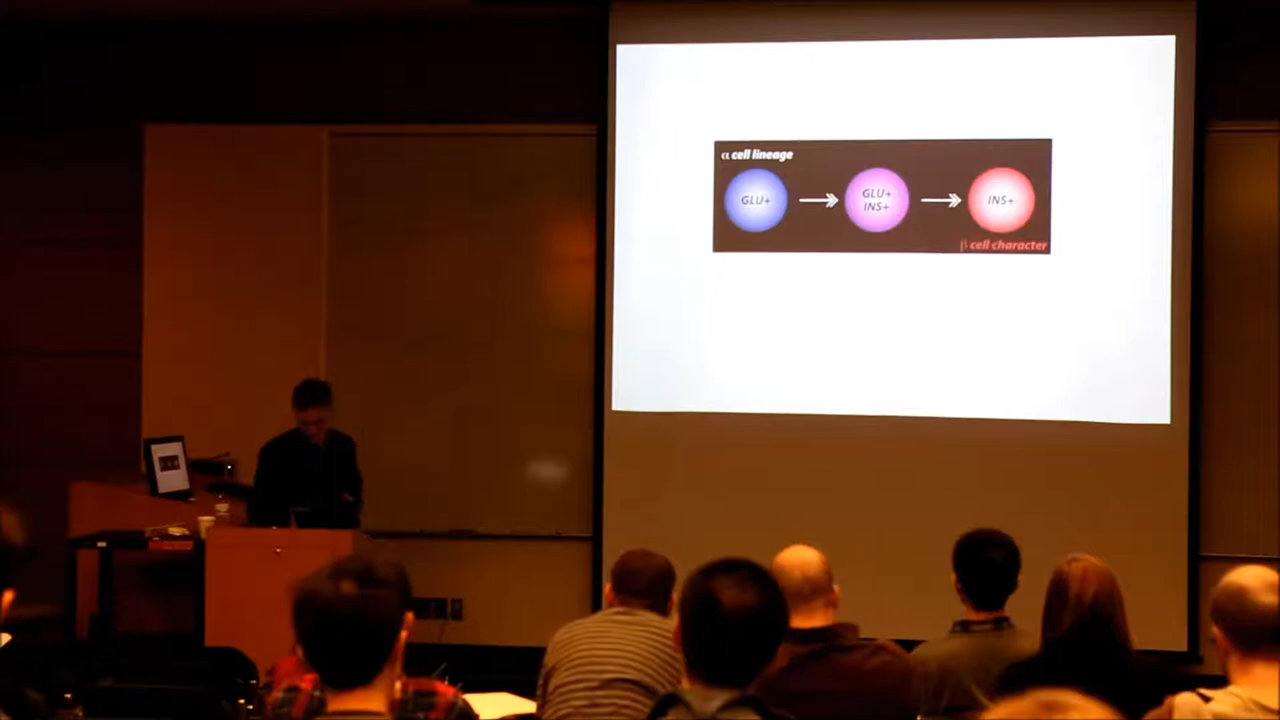 α cell lineage
GLU+
GLU+
INS+
INS+
β cell character